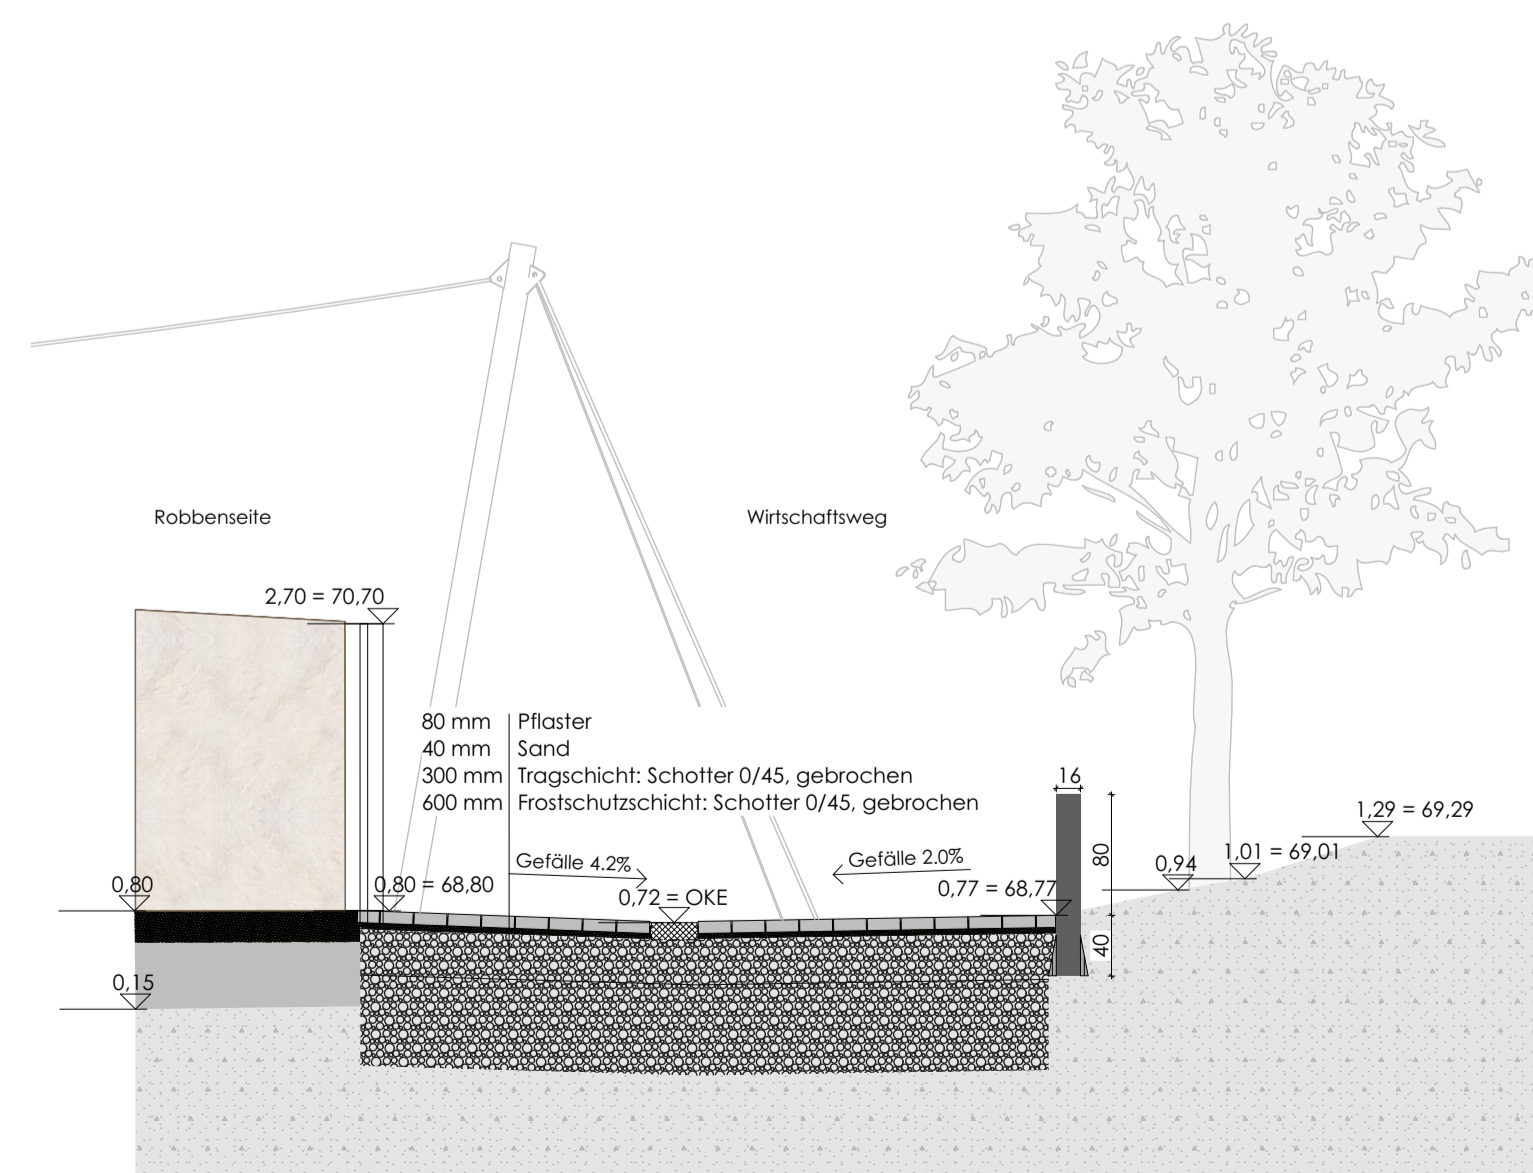 Robbenseite
Wirtschaftsweg
2,70 = 70,70
80 mm Pflaster
40 mm Sand
300 mm Tragschicht: Schotter 0/45, gebrochen
600 mm Frostschutzschicht: Schotter 0/45, gebrochen
16
1,29 = 69,29
80
1,01 = 69,01
0,94
Gefälle 4.2%
Gefälle 2.0%
0,80
0,80 = 68,80
0,72 = OKE
0,77 = 68,77
40
0,15